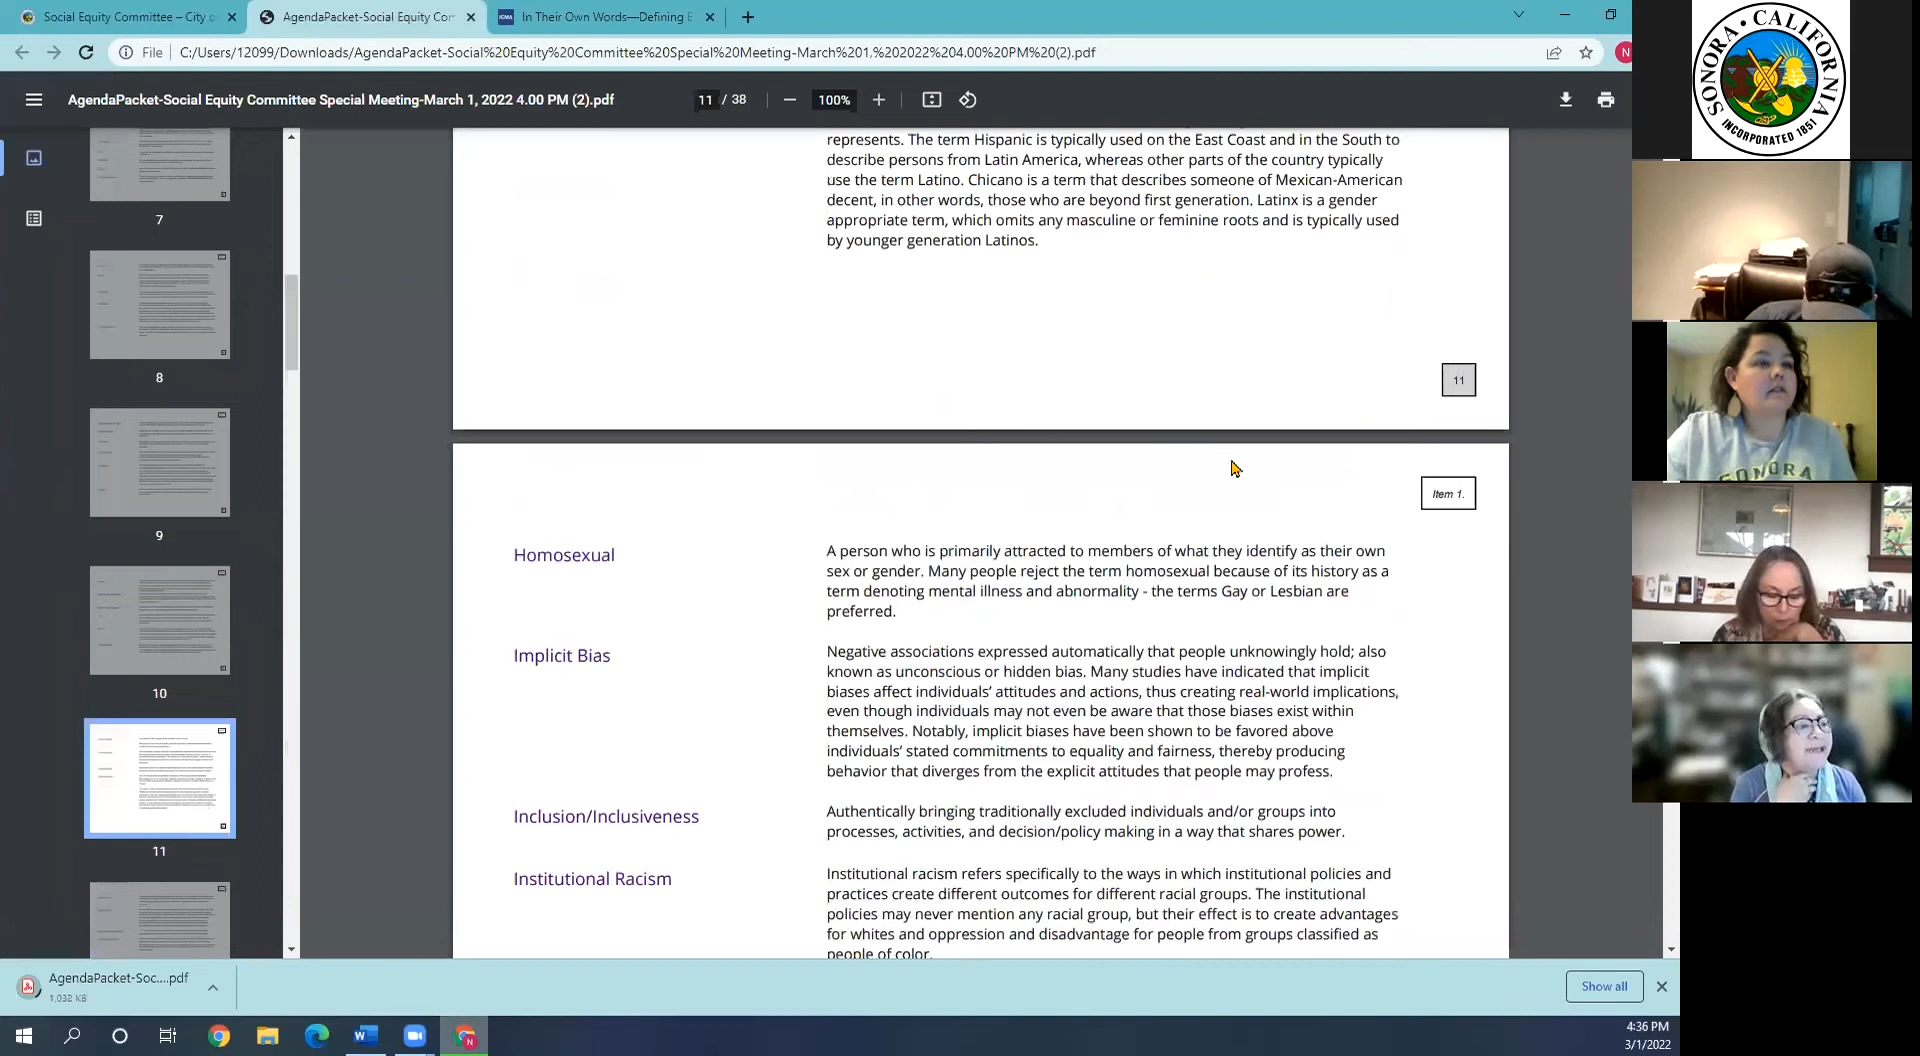 Social Equity Committee – City o
AgendaPacket-Social Equity Com
ICMA
In Their Own Words—Defining E
File
C:/Users/12099/Downloads/AgendaPacket-Social%20Equity%20Committee%20Special%20Meeting-March%201,%202022%204.00%20PM%20(2).pdf
N
AgendaPacket-Social Equity Committee Special Meeting-March 1, 2022 4.00 PM (2).pdf
11 / 38
100%
7
8
9
10
11
represents. The term Hispanic is typically used on the East Coast and in the South to
describe persons from Latin America, whereas other parts of the country typically
use the term Latino. Chicano is a term that describes someone of Mexican-American
decent, in other words, those who are beyond first generation. Latinx is a gender
appropriate term, which omits any masculine or feminine roots and is typically used
by younger generation Latinos.
11
Item 1.
Homosexual
A person who is primarily attracted to members of what they identify as their own
sex or gender. Many people reject the term homosexual because of its history as a
term denoting mental illness and abnormality - the terms Gay or Lesbian are
preferred.
Implicit Bias
Negative associations expressed automatically that people unknowingly hold; also
known as unconscious or hidden bias. Many studies have indicated that implicit
biases affect individuals’ attitudes and actions, thus creating real-world implications,
even though individuals may not even be aware that those biases exist within
themselves. Notably, implicit biases have been shown to be favored above
individuals’ stated commitments to equality and fairness, thereby producing
behavior that diverges from the explicit attitudes that people may profess.
Inclusion/Inclusiveness
Authentically bringing traditionally excluded individuals and/or groups into
processes, activities, and decision/policy making in a way that shares power.
Institutional Racism
Institutional racism refers specifically to the ways in which institutional policies and
practices create different outcomes for different racial groups. The institutional
policies may never mention any racial group, but their effect is to create advantages
for whites and oppression and disadvantage for people from groups classified as
people of color.
SONORA, CALIFORNIA
INCORPORATED 1851
SONORA
AgendaPacket-Soc....pdf
1,032 KB
Show all
4:36 PM
3/1/2022